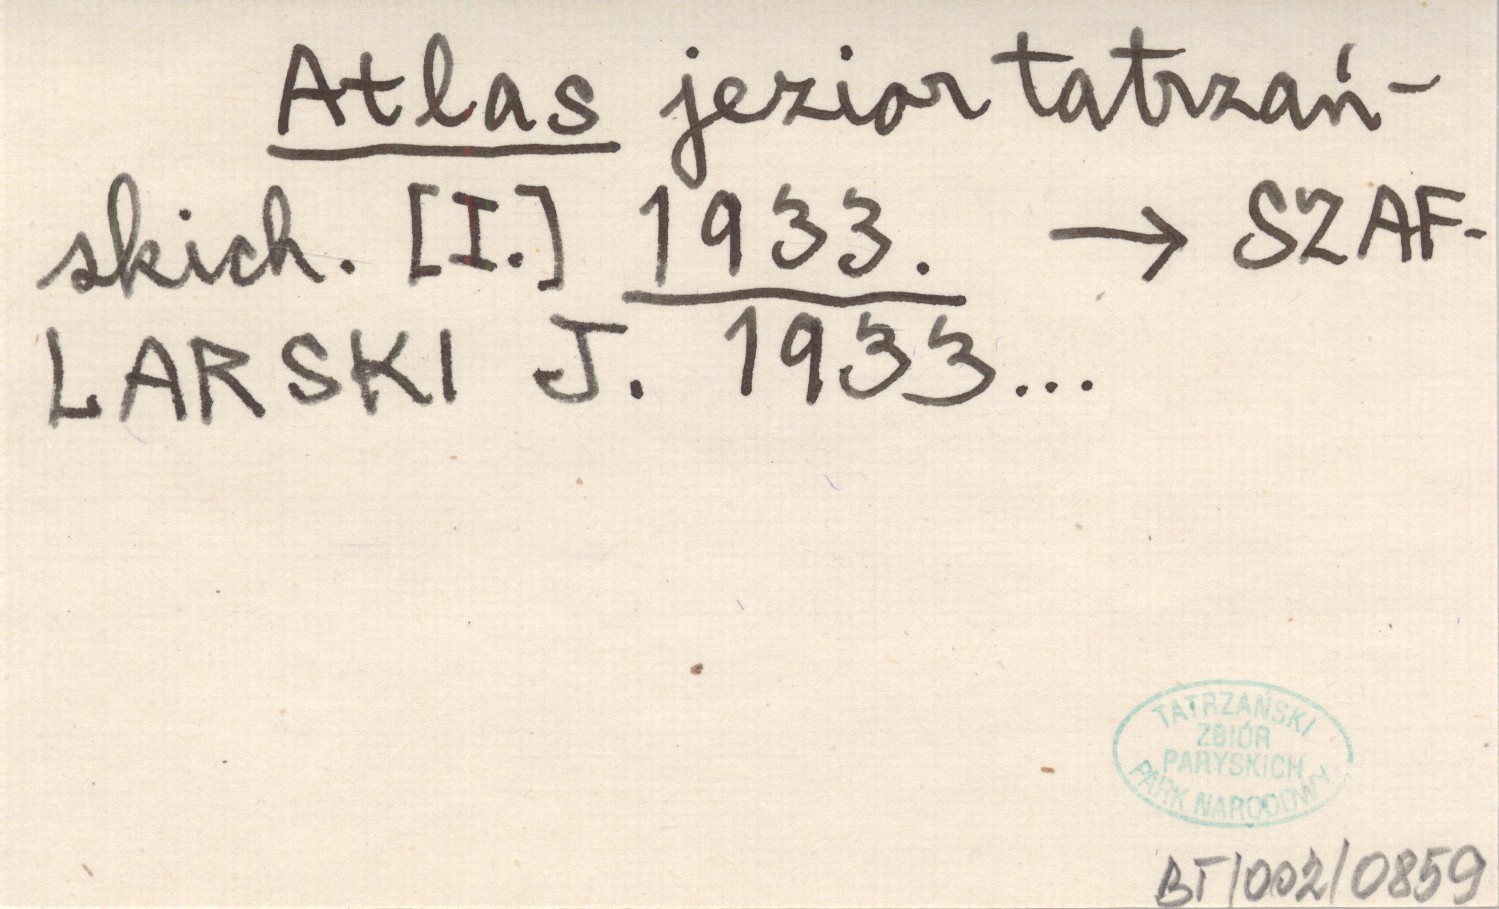 Atlas jezior tatrzań-
skich. [I.] 1933. → SZAF-
LARSKI J. 1933...
TATRZAŃSKI
ZBIÓR
PARYSKICH
PARK NARODOWY
BT/002/0859